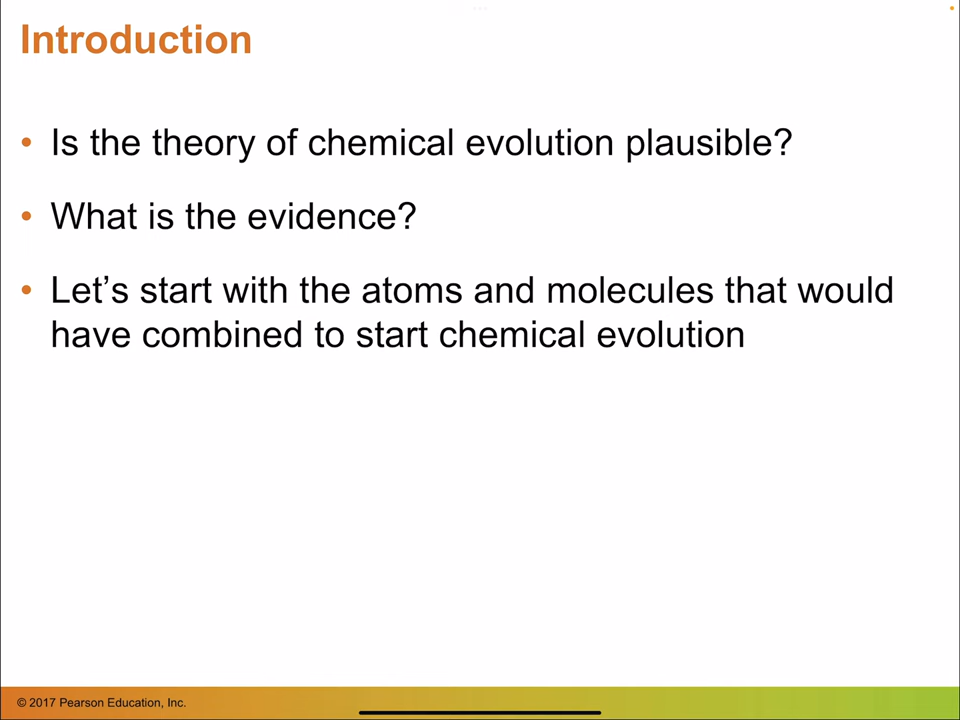 Introduction
• Is the theory of chemical evolution plausible?
• What is the evidence?
• Let’s start with the atoms and molecules that would
have combined to start chemical evolution
© 2017 Pearson Education, Inc.